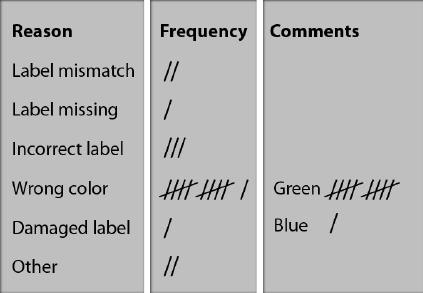 Reason Frequency Comments
Label mismatch //
Label missing /
Incorrect label ///
Wrong color //// //// / Green //// ////
Damaged label / Blue /
Other //